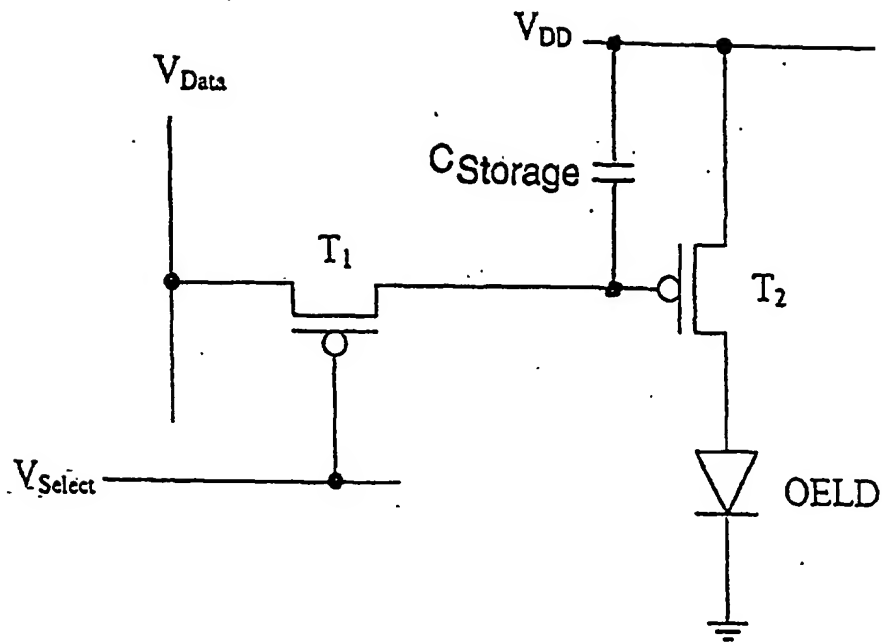 V_DD
V_Data
C_Storage
T_1
T_2
V_Select
OELD